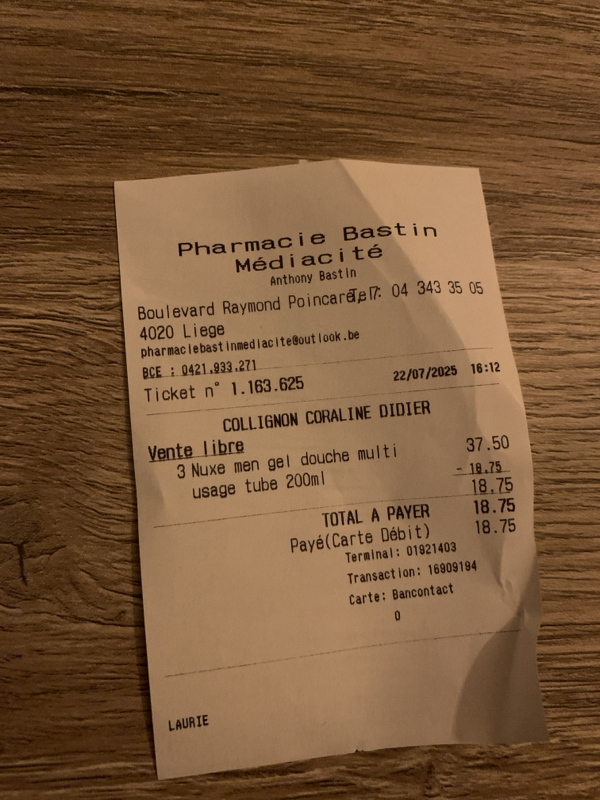 Pharmacie Bastin
Médiacité
Anthony Bastin
Boulevard Raymond Poincaré, 7 Tel: 04 343 35 05
4020 Liege
pharmaciebastinmediacite@outlook.be
BCE : 0421.933.271
Ticket n° 1.163.625 22/07/2025 16:12
COLLIGNON CORALINE DIDIER
Vente libre
3 Nuxe men gel douche multi 37.50
usage tube 200ml - 18.75
18.75
TOTAL A PAYER 18.75
Payé(Carte Débit) 18.75
Terminal: 01921403
Transaction: 16909194
Carte: Bancontact
0
LAURIE